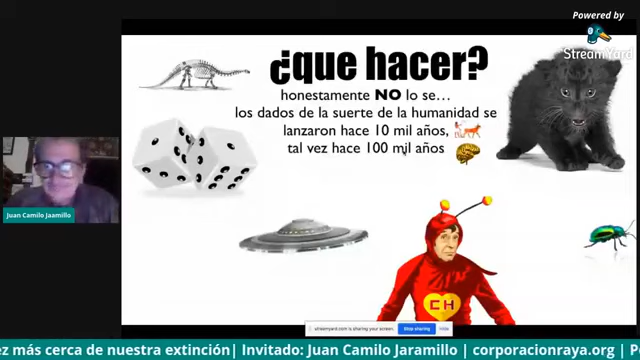 Powered by
StreamYard
¿que hacer?
honestamente NO lo se...
los dados de la suerte de la humanidad se
lanzaron hace 10 mil años,
tal vez hace 100 mil años
Juan Camilo Jaamillo
CH
streamyard.com is sharing your screen.
Stop sharing
Hide
ez más cerca de nuestra extinción| Invitado: Juan Camilo Jaramillo | corporacionraya.org | P